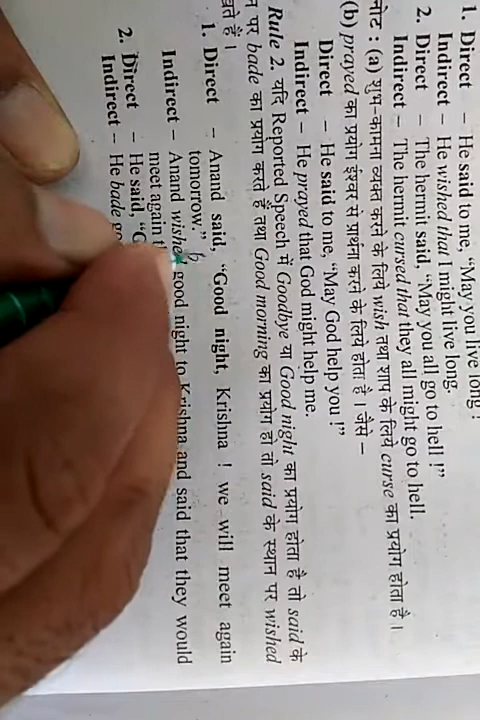 1. Direct – He said to me, “May you live long !
Indirect – He wished that I might live long.
2. Direct – The hermit said, “May you all go to hell !”
Indirect – The hermit cursed that they all might go to hell.
नोट : (a) शुभ-कामना व्यक्त करने के लिये wish तथा शाप के लिये curse का प्रयोग होता है ।
(b) prayed का प्रयोग ईश्वर से प्रार्थना करने के लिये होता है । जैसे –
Direct – He said to me, “May God help you !”
Indirect – He prayed that God might help me.
Rule 2. यदि Reported Speech में Goodbye या Good night का प्रयोग होता है तो said के
पर bade का प्रयोग करते हैं तथा Good morning का प्रयोग हो तो said के स्थान पर wished
हैं ।
1. Direct – Anand said, “Good night, Krishna ! we will meet again
tomorrow.” b
Indirect – Anand wished good night to Krishna and said that they would
meet again
2. Direct – He said, “G
Indirect – He bade go